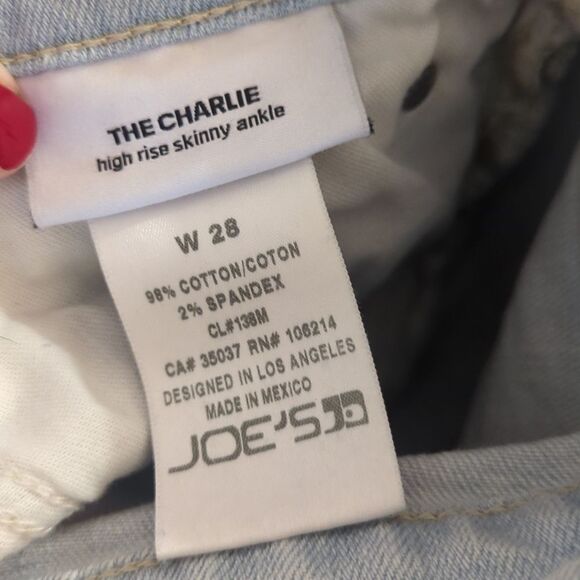 THE CHARLIE
high rise skinny ankle
W 28
98% COTTON/COTON
2% SPANDEX
CL#138M
CA# 35037 RN# 106214
DESIGNED IN LOS ANGELES
MADE IN MEXICO
JOE'S